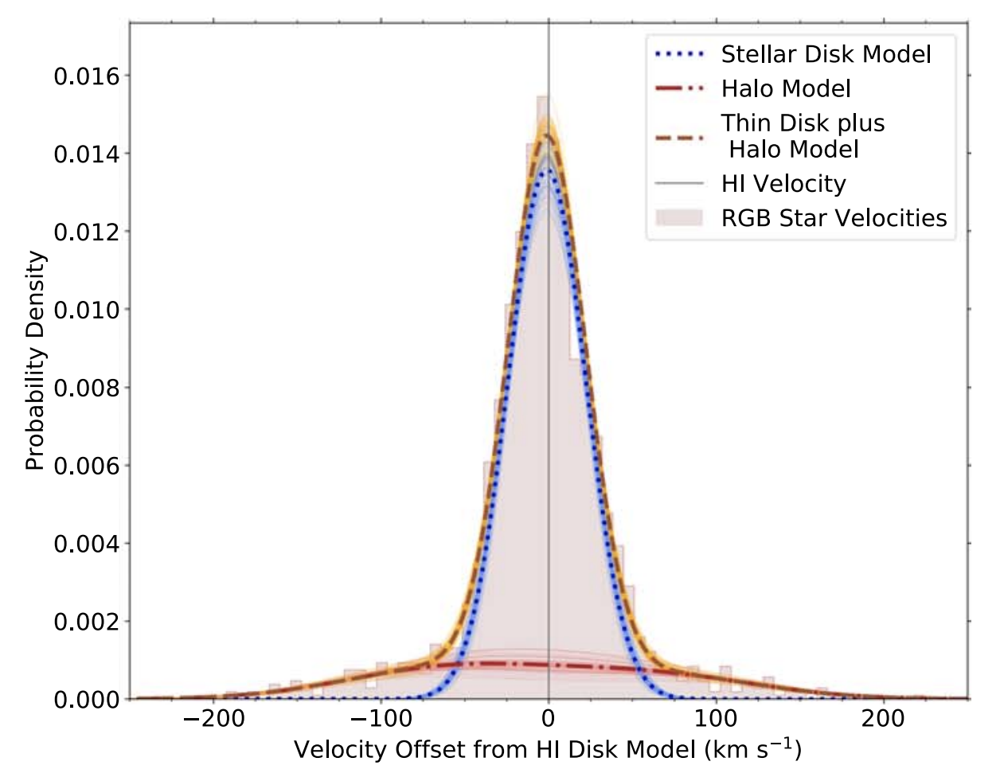 0.016
0.014
0.012
0.010
0.008
0.006
0.004
0.002
0.000
Probability Density
Stellar Disk Model
Halo Model
Thin Disk plus
Halo Model
HI Velocity
RGB Star Velocities
−200
−100
0
100
200
Velocity Offset from HI Disk Model (km s⁻¹)